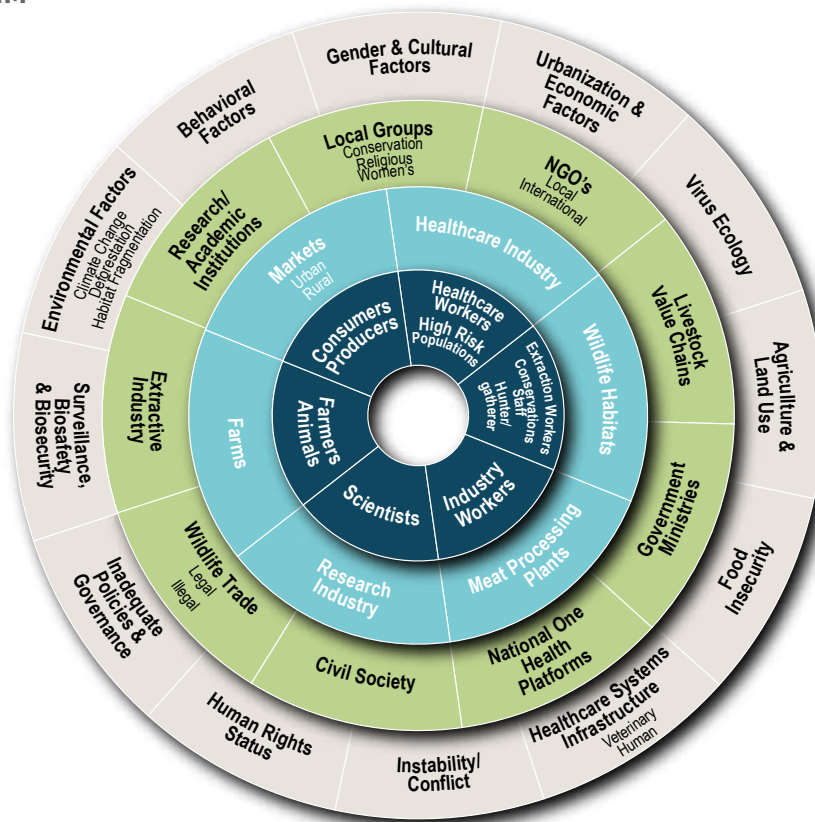 Gender & Cultural
Factors
Urbanization &
Economic
Factors
Virus Ecology
Agricullture &
Land Use
Food
Insecurity
Healthcare Systems
Infrastructure
Veterinary
Human
Instability/
Conflict
Human Rights
Status
Inadequate
Policies &
Governance
Surveillance,
Biosafety
& Biosecurity
Environmental Factors
Climate Change
Deforestation
Habitat Fragmentation
Behavioral
Factors
Local Groups
Conservation
Religious
Women's
NGO's
Local
International
Livestock
Value Chains
Government
Ministries
National One
Health
Platforms
Civil Society
Wildlife Trade
Legal
Illegal
Extractive
Industry
Research/
Academic
Institutions
Markets
Urban
Rural
Healthcare Industry
Wildlife Habitats
Meat Processing
Plants
Research
Industry
Farms
Consumers
Producers
Healthcare
Workers
High Risk
Populations
Extraction Workers
Conservations
Staff
Hunter/
gatherer
Industry
Workers
Scientists
Farmers
Animals